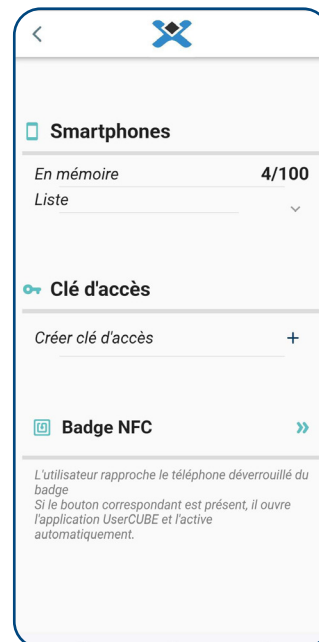 Smartphones
En mémoire 4/100
Liste
Clé d'accès
Créer clé d'accès +
Badge NFC »
L'utilisateur rapproche le téléphone déverrouillé du
badge
Si le bouton correspondant est présent, il ouvre
l'application UserCUBE et l'active
automatiquement.